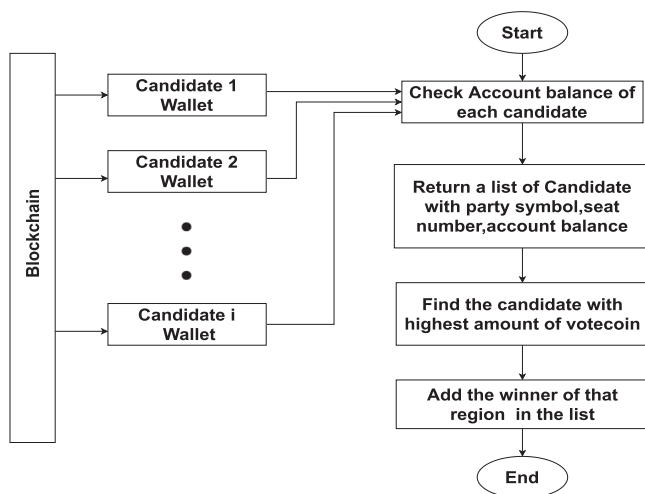 Start
Blockchain
Candidate 1
Wallet
Check Account balance of
each candidate
Candidate 2
Wallet
Return a list of Candidate
with party symbol,seat
number,account balance
Candidate i
Wallet
Find the candidate with
highest amount of votecoin
Add the winner of that
region in the list
End